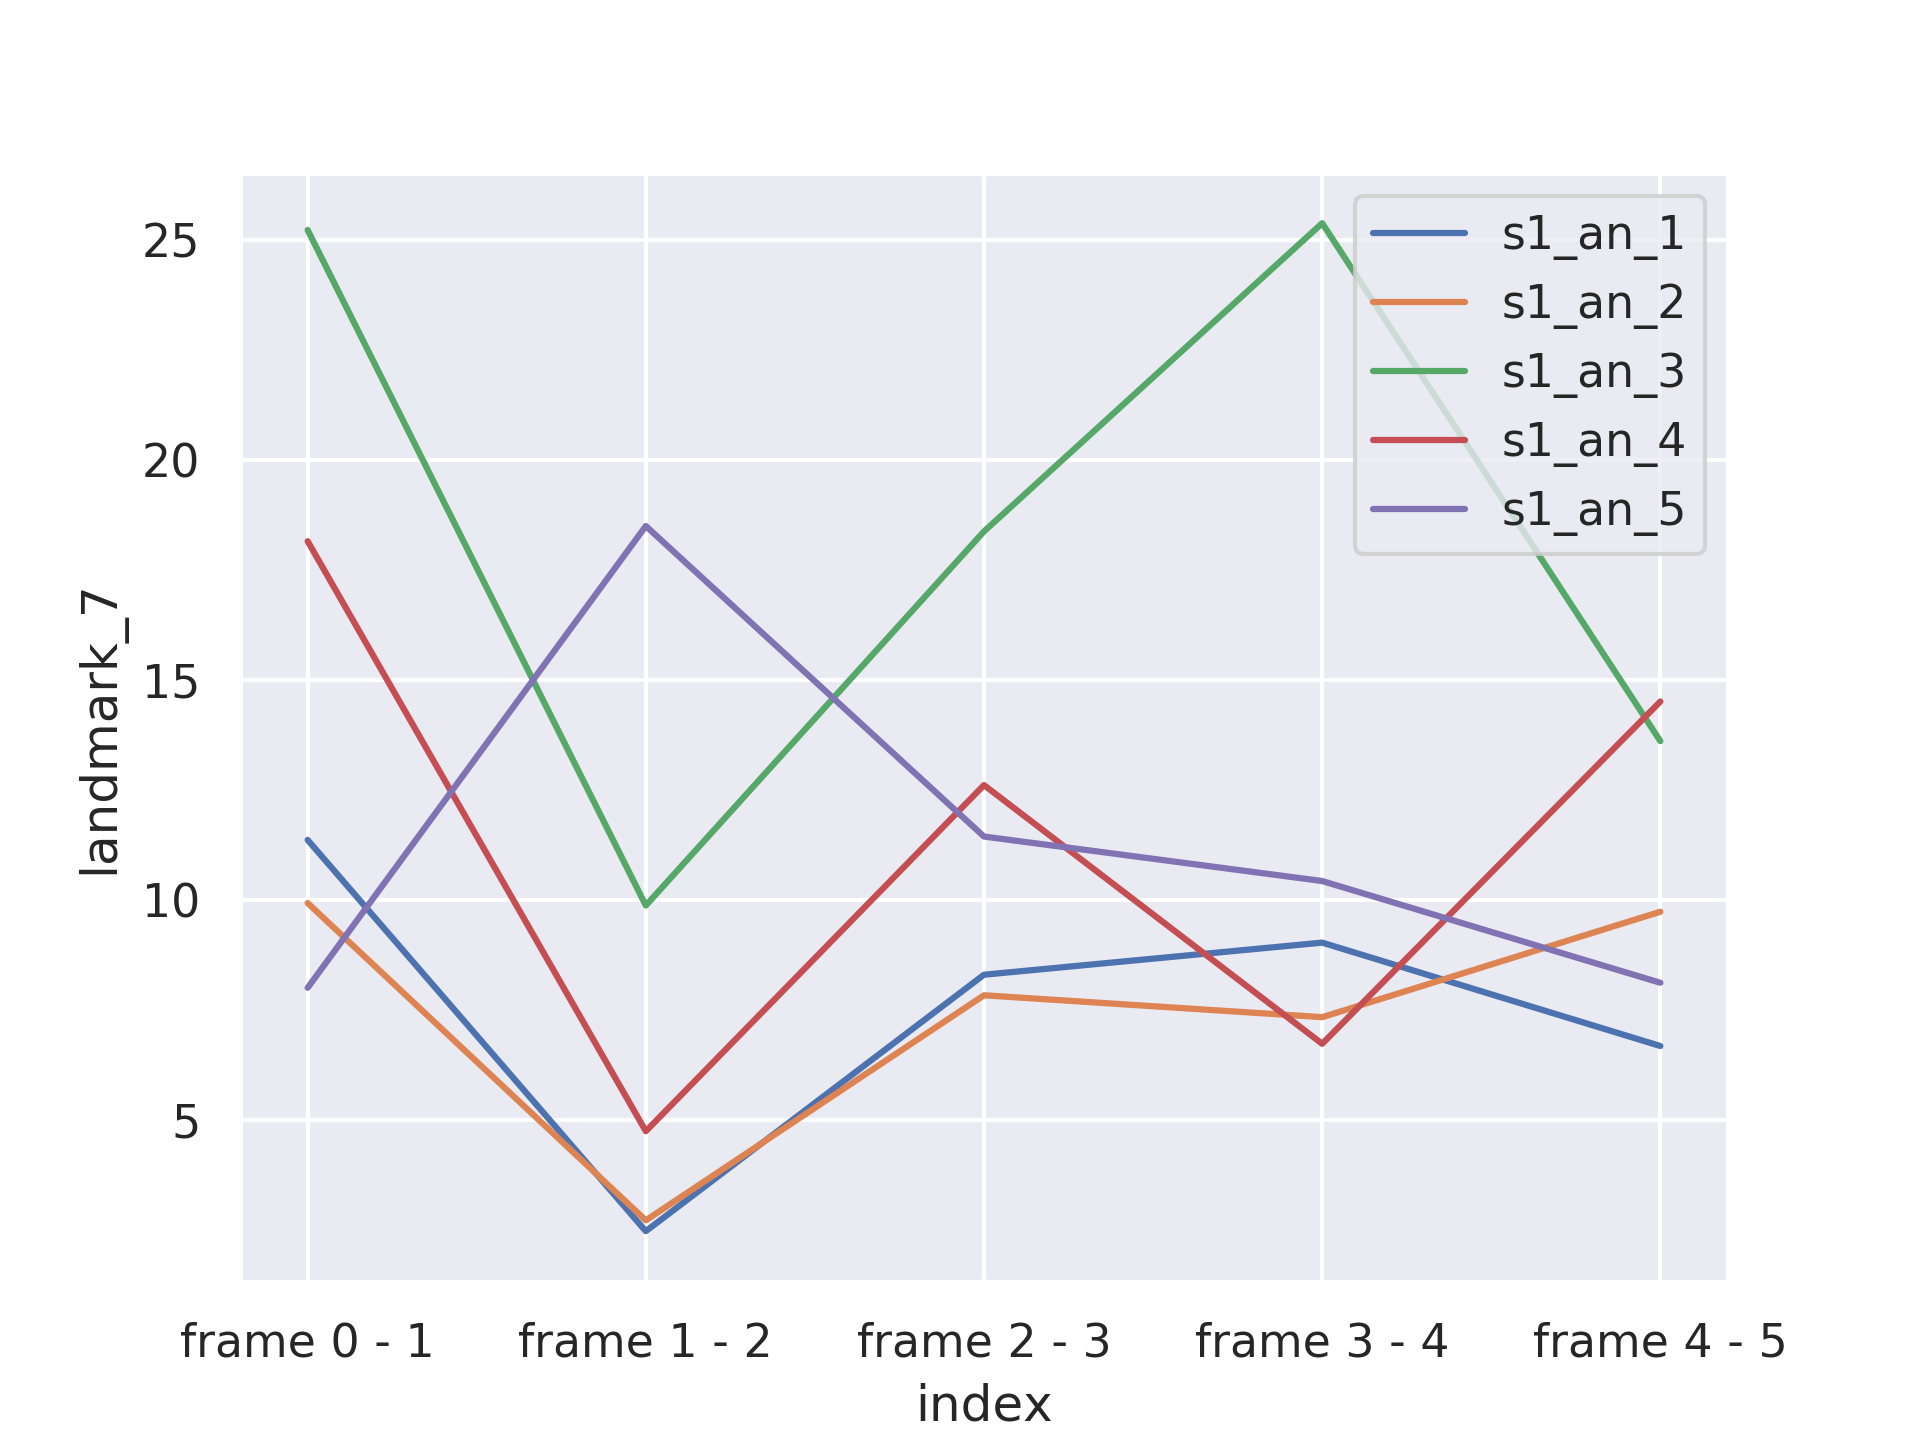 s1_an_1
s1_an_2
s1_an_3
s1_an_4
s1_an_5
25
20
15
10
5
landmark_7
frame 0 - 1
frame 1 - 2
frame 2 - 3
frame 3 - 4
frame 4 - 5
index